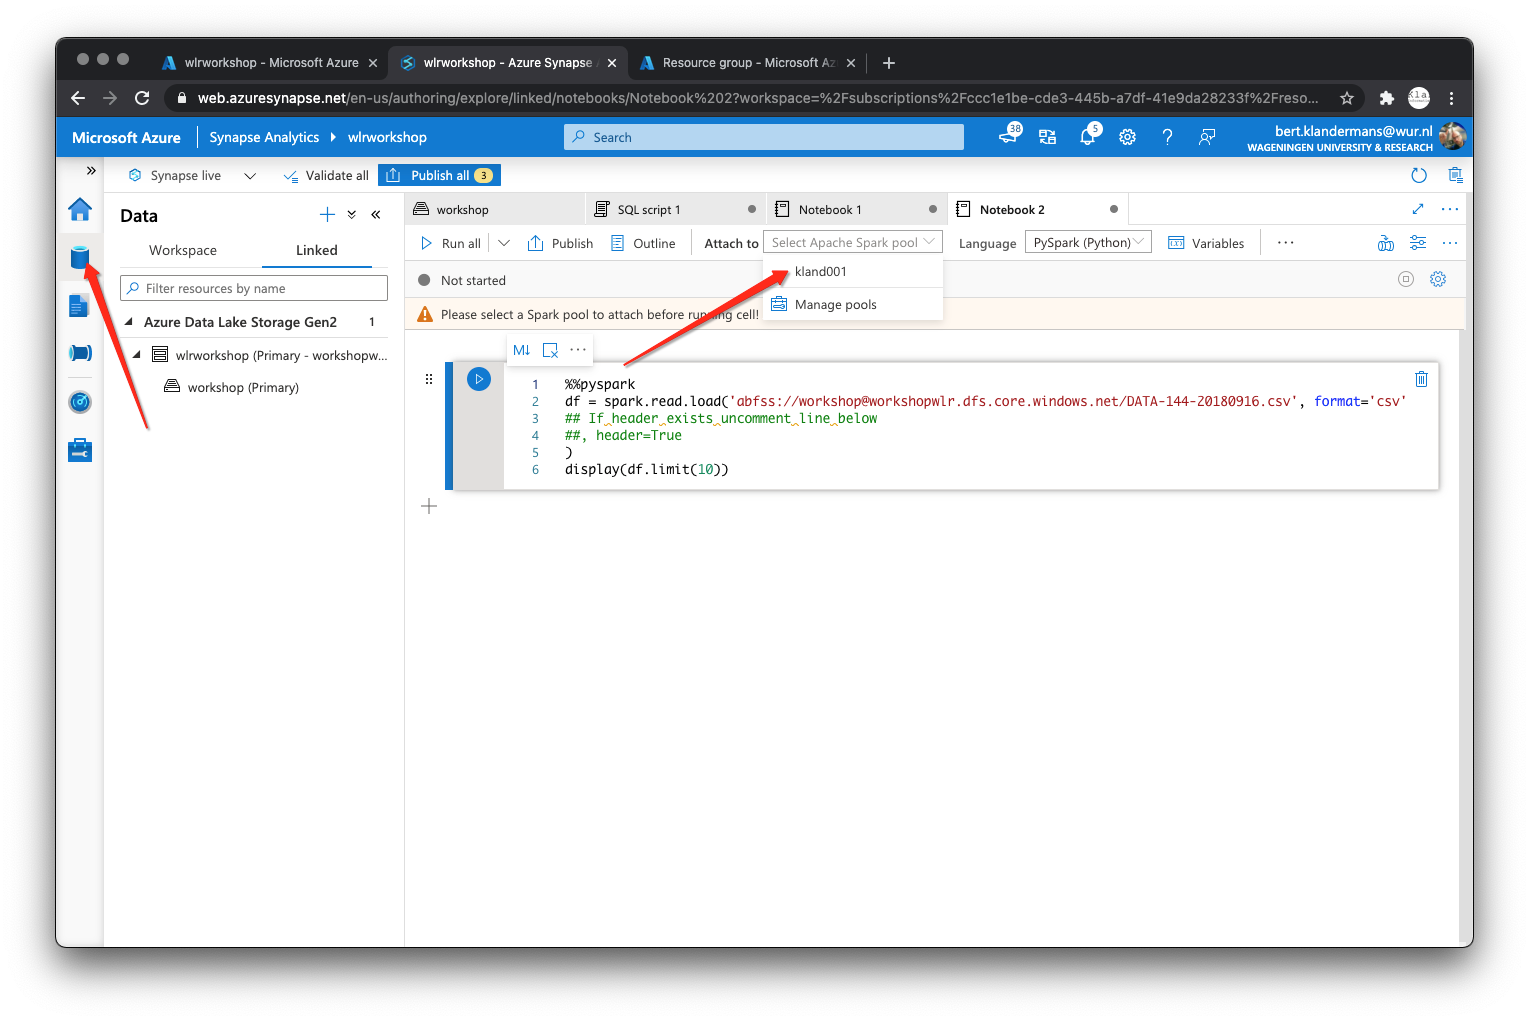 wlrworkshop - Microsoft Azure
wlrworkshop - Azure Synapse
Resource group - Microsoft Az
web.azuresynapse.net/en-us/authoring/explore/linked/notebooks/Notebook%202?workspace=%2Fsubscriptions%2Fccc1e1be-cde3-445b-a7df-41e9da28233f%2Freso...
Microsoft Azure
Synapse Analytics
wlrworkshop
Search
38
5
bert.klandermans@wur.nl
WAGENINGEN UNIVERSITY & RESEARCH
Synapse live
Validate all
Publish all 3
Data
Workspace
Linked
Filter resources by name
Azure Data Lake Storage Gen2 1
wlrworkshop (Primary - workshopw...
workshop (Primary)
workshop
SQL script 1
Notebook 1
Notebook 2
Run all
Publish
Outline
Attach to
Select Apache Spark pool
Language
PySpark (Python)
Variables
kland001
Manage pools
Not started
Please select a Spark pool to attach before running cell!
M↓
1 %%pyspark
2 df = spark.read.load('abfss://workshop@workshopwlr.dfs.core.windows.net/DATA-144-20180916.csv', format='csv'
3 ## If header exists uncomment line below
4 ##, header=True
5 )
6 display(df.limit(10))